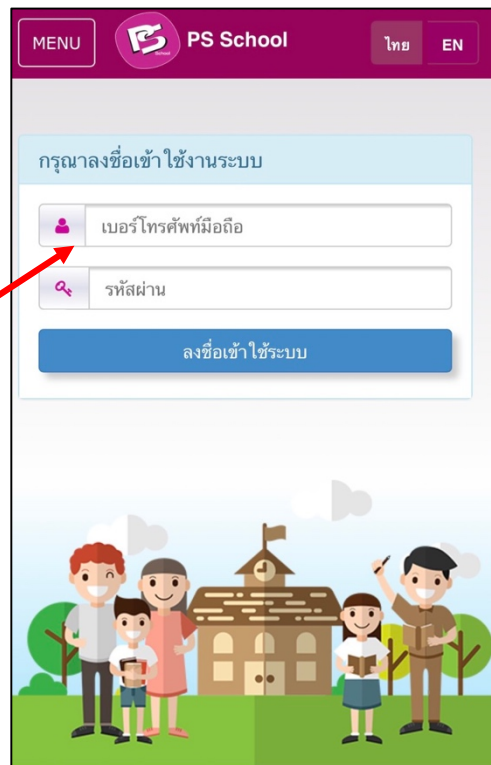 MENU
PS School
ไทย
EN
กรุณาลงชื่อเข้าใช้งานระบบ
เบอร์โทรศัพท์มือถือ
รหัสผ่าน
ลงชื่อเข้าใช้ระบบ